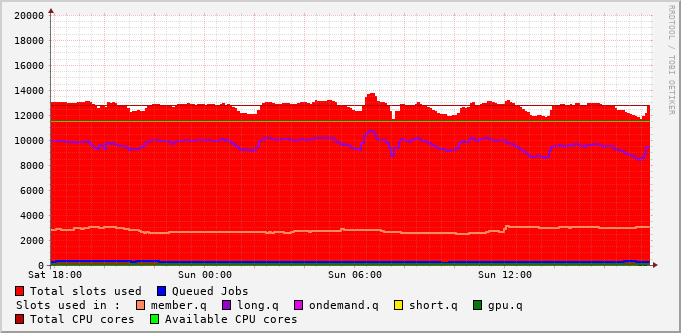 20000
18000
16000
14000
12000
10000
8000
6000
4000
2000
0
Sat 18:00 Sun 00:00 Sun 06:00 Sun 12:00
RRDTOOL / TOBI OETIKER
Total slots used Queued Jobs
Slots used in : member.q long.q ondemand.q short.q gpu.q
Total CPU cores Available CPU cores